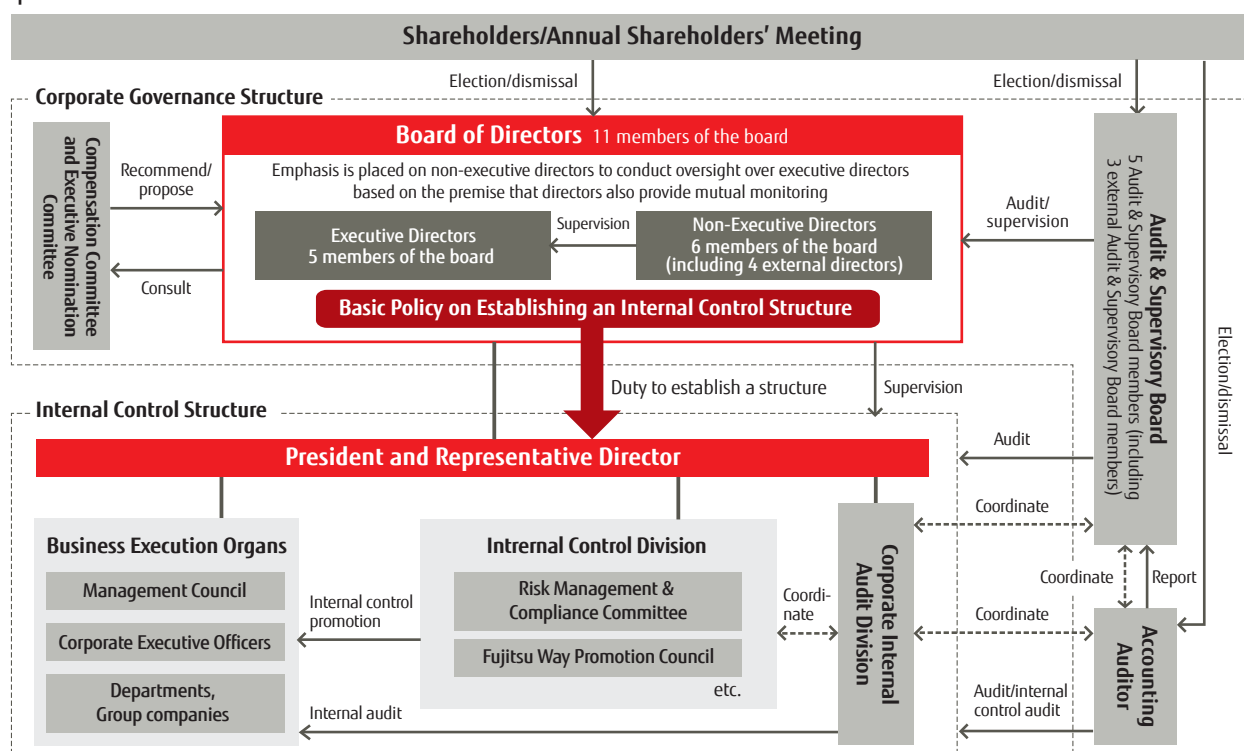 Shareholders/Annual Shareholders' Meeting
Election/dismissal
Election/dismissal
Corporate Governance Structure
Compensation Committee
and Executive Nomination
Committee
Recommend/
propose
Consult
Board of Directors 11 members of the board
Emphasis is placed on non-executive directors to conduct oversight over executive directors
based on the premise that directors also provide mutual monitoring
Executive Directors
5 members of the board
Supervision
Non-Executive Directors
6 members of the board
(including 4 external directors)
Basic Policy on Establishing an Internal Control Structure
Audit/
supervision
Audit & Supervisory Board
5 Audit & Supervisory Board members (including
3 external Audit & Supervisory Board members)
Election/dismissal
Duty to establish a structure
Supervision
Internal Control Structure
President and Representative Director
Audit
Coordinate
Business Execution Organs
Management Council
Corporate Executive Officers
Departments,
Group companies
Internal control
promotion
Internal audit
Intrernal Control Division
Risk Management &
Compliance Committee
Fujitsu Way Promotion Council
etc.
Coordi-
nate
Corporate Internal
Audit Division
Coordinate
Report
Coordinate
Accounting
Auditor
Audit/internal
control audit